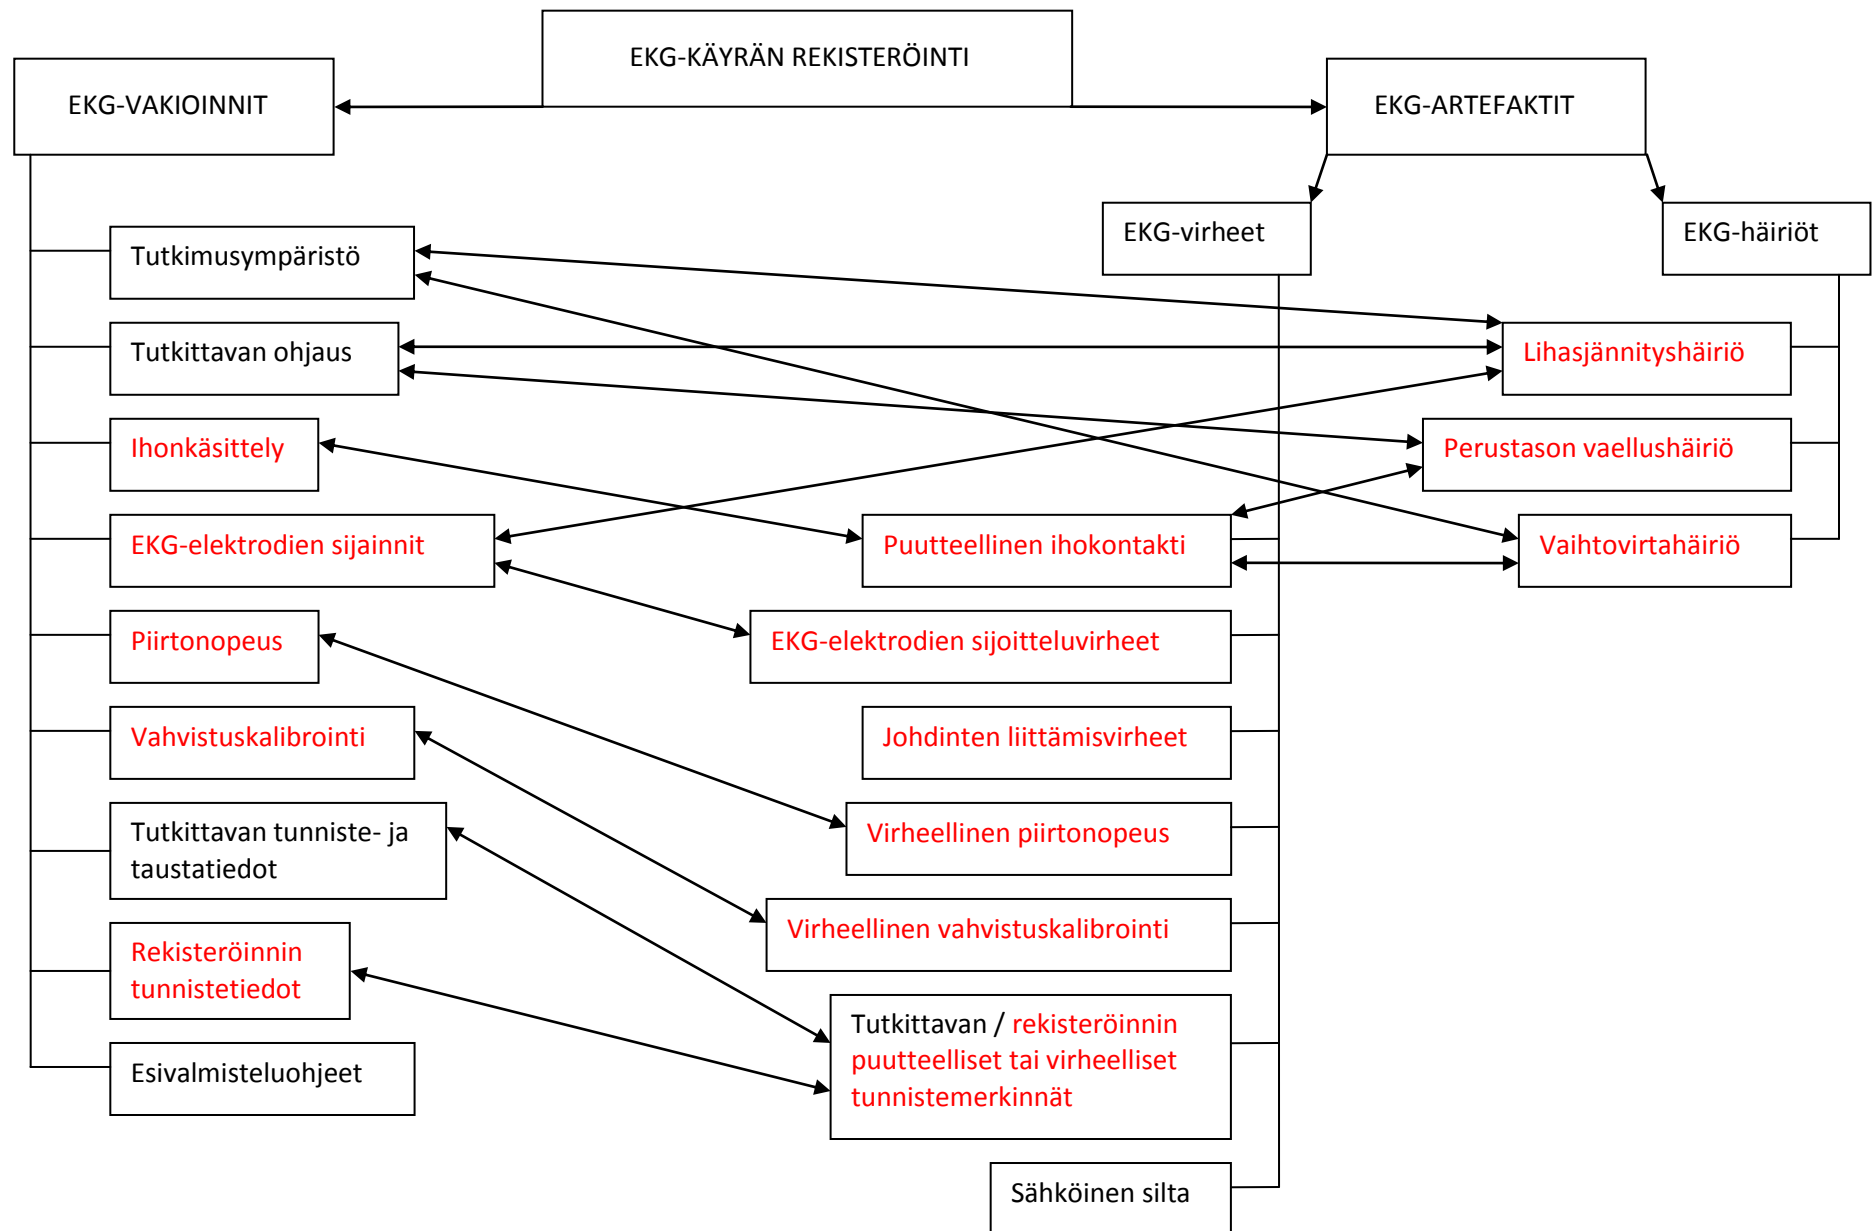 EKG-KÄYRÄN REKISTERÖINTI
EKG-VAKIOINNIT
EKG-ARTEFAKTIT
EKG-virheet
EKG-häiriöt
Tutkimusympäristö
Tutkittavan ohjaus
Ihonkäsittely
EKG-elektrodien sijainnit
Piirtonopeus
Vahvistuskalibrointi
Tutkittavan tunniste- ja
taustatiedot
Rekisteröinnin
tunnistetiedot
Esivalmisteluohjeet
Puutteellinen ihokontakti
EKG-elektrodien sijoitteluvirheet
Johdinten liittämisvirheet
Virheellinen piirtonopeus
Virheellinen vahvistuskalibrointi
Tutkittavan / rekisteröinnin
puutteelliset tai virheelliset
tunnistemerkinnät
Sähköinen silta
Lihasjännityshäiriö
Perustason vaellushäiriö
Vaihtovirtahäiriö